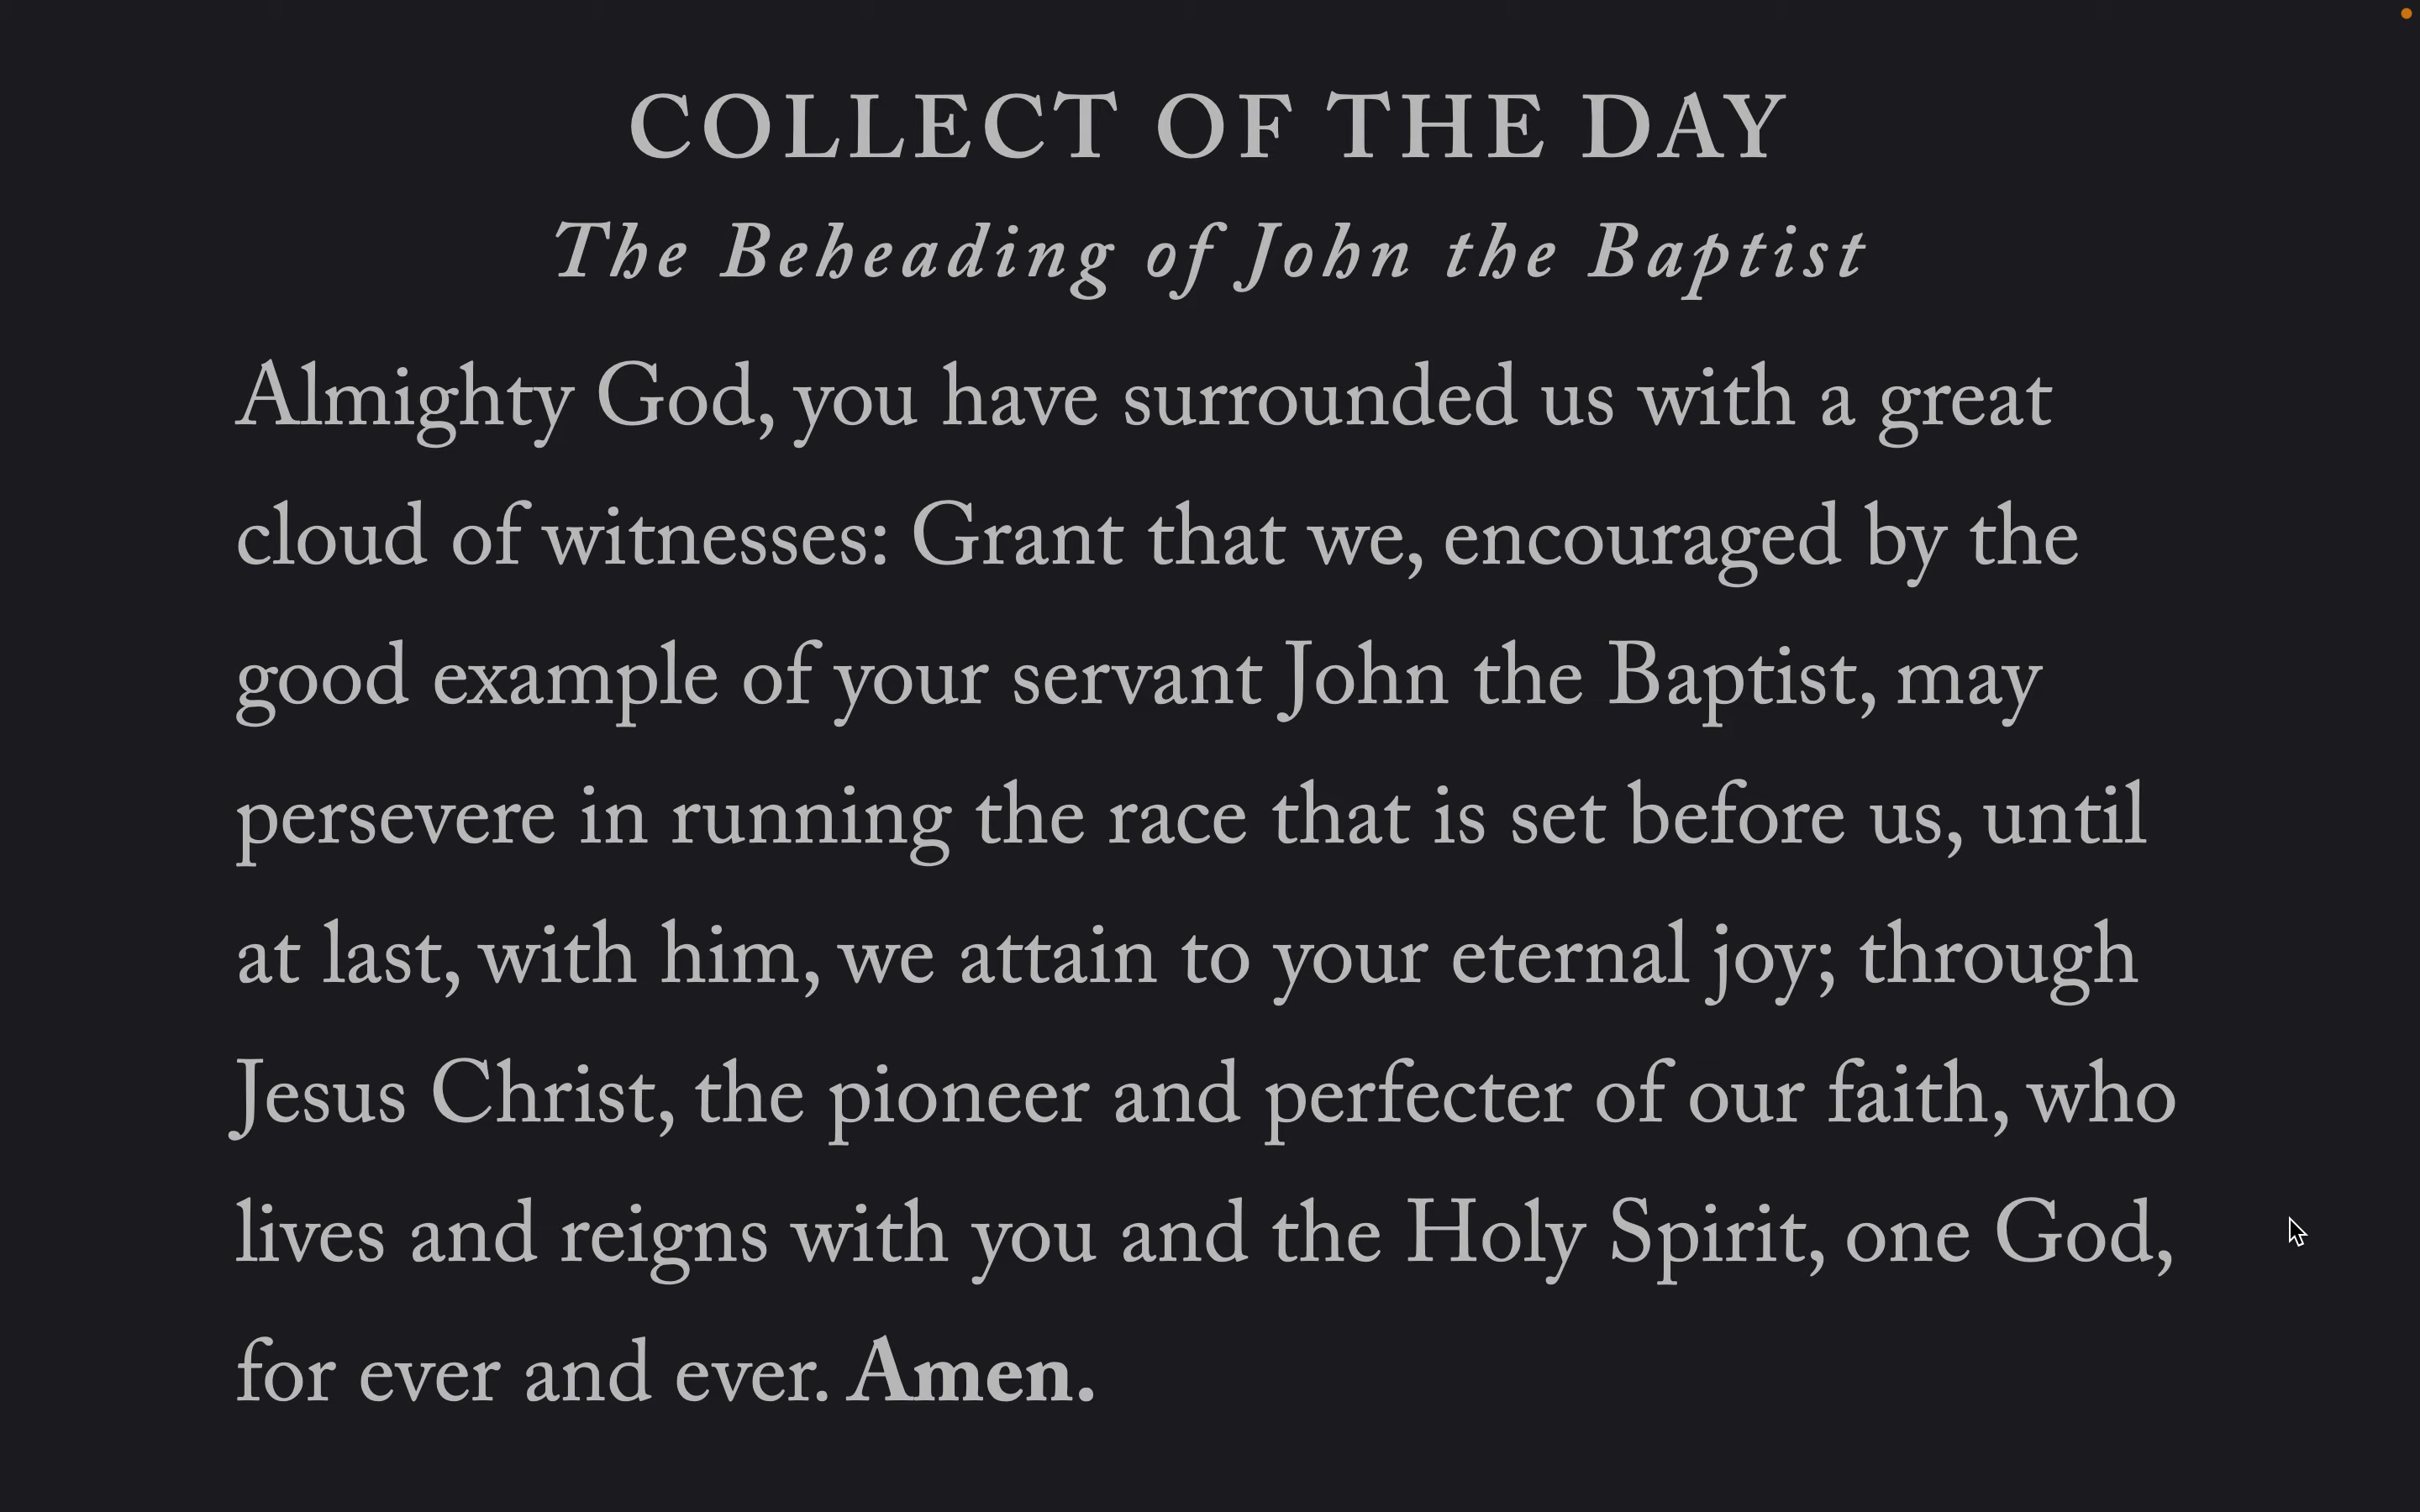 COLLECT OF THE DAY
The Beheading of John the Baptist
Almighty God, you have surrounded us with a great
cloud of witnesses: Grant that we, encouraged by the
good example of your servant John the Baptist, may
persevere in running the race that is set before us, until
at last, with him, we attain to your eternal joy; through
Jesus Christ, the pioneer and perfecter of our faith, who
lives and reigns with you and the Holy Spirit, one God,
for ever and ever. Amen.